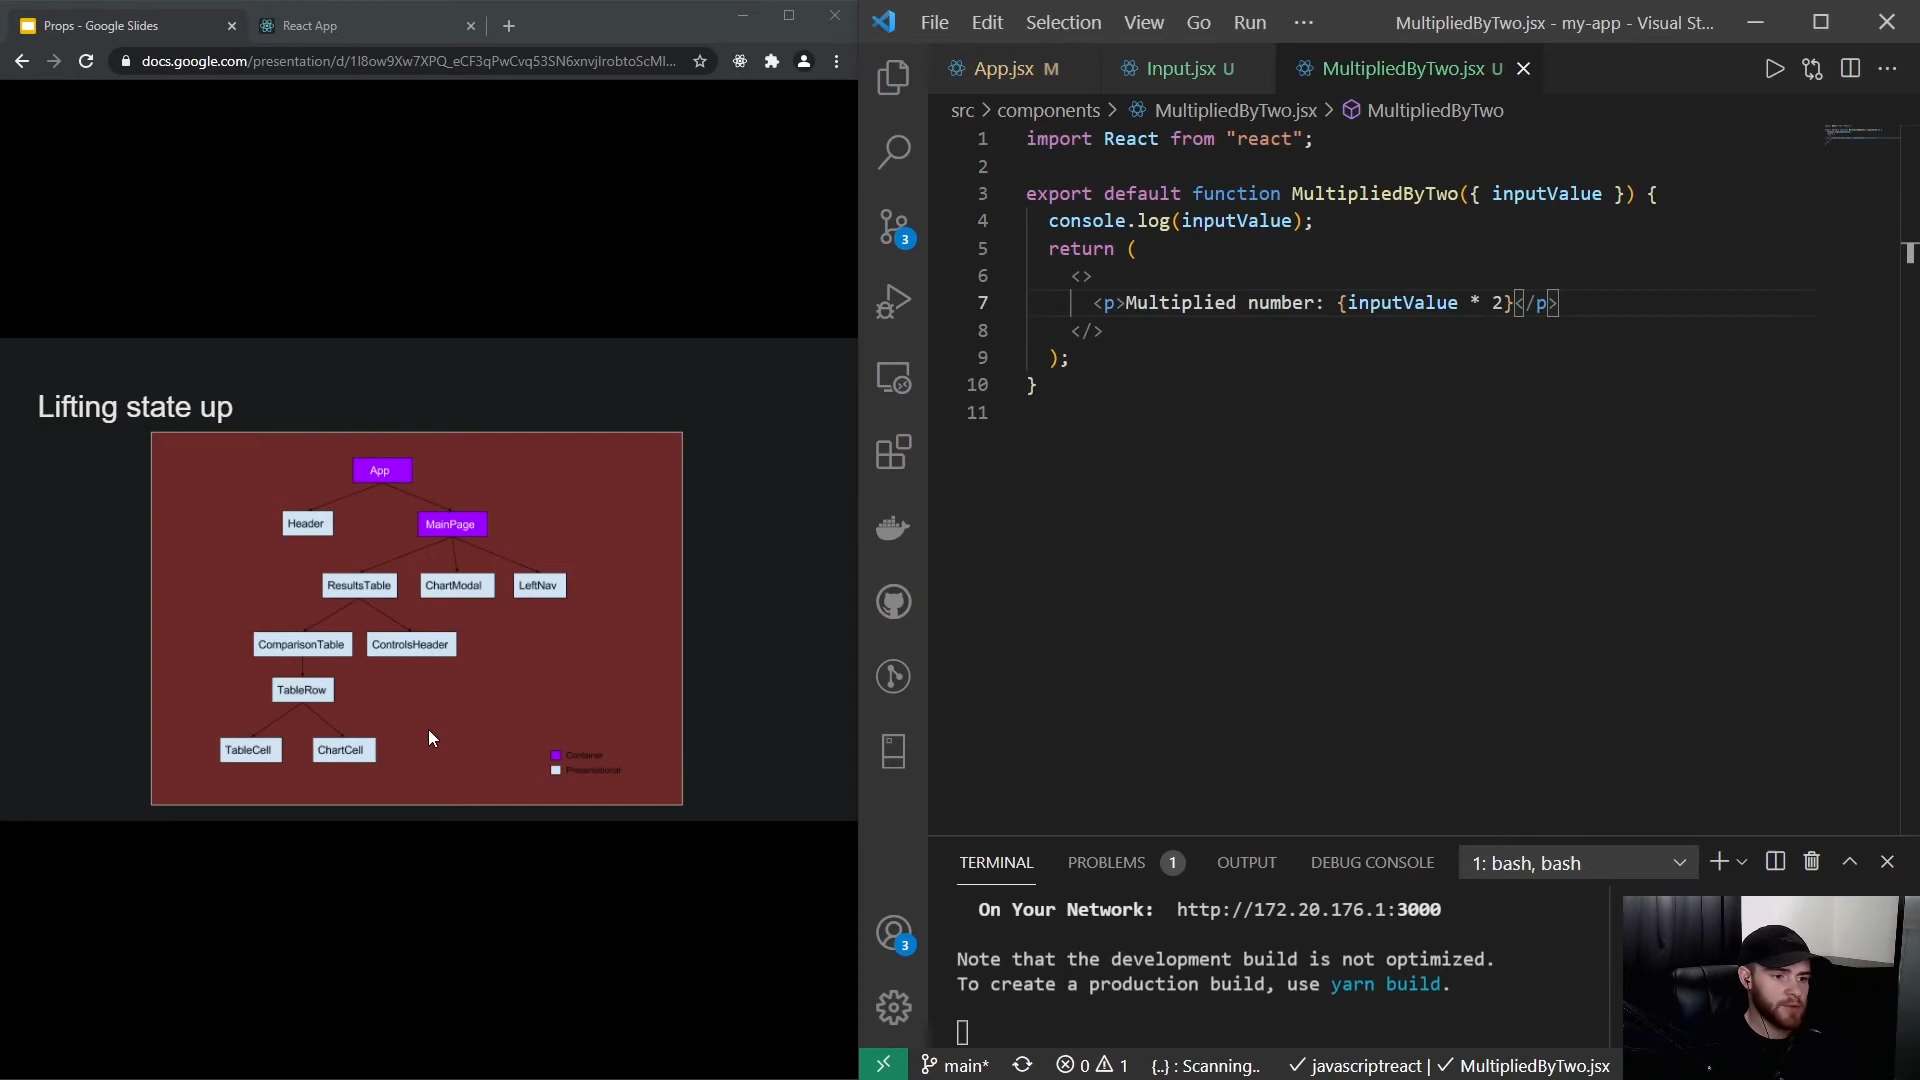 Props - Google Slides
React App
docs.google.com/presentation/d/1I8ow9Xw7XPQ_eCF3qPwCvq53SN6xnvjIrobtoScMI...
Lifting state up
App
Header
MainPage
ResultsTable
ChartModal
LeftNav
ComparisonTable
ControlsHeader
TableRow
TableCell
ChartCell
Container
Presentational
File Edit Selection View Go Run ···
MultipliedByTwo.jsx - my-app - Visual St...
App.jsx M
Input.jsx U
MultipliedByTwo.jsx U
src > components > MultipliedByTwo.jsx > MultipliedByTwo
1 import React from "react";
2
3 export default function MultipliedByTwo({ inputValue }) {
4 console.log(inputValue);
5 return (
6 <>
7 <p>Multiplied number: {inputValue * 2}</p>
8 </>
9 );
10 }
11
3
3
TERMINAL PROBLEMS 1 OUTPUT DEBUG CONSOLE 1: bash, bash
On Your Network: http://172.20.176.1:3000
Note that the development build is not optimized.
To create a production build, use yarn build.
main* 0 1 {..} : Scanning.. javascriptreact | MultipliedByTwo.jsx